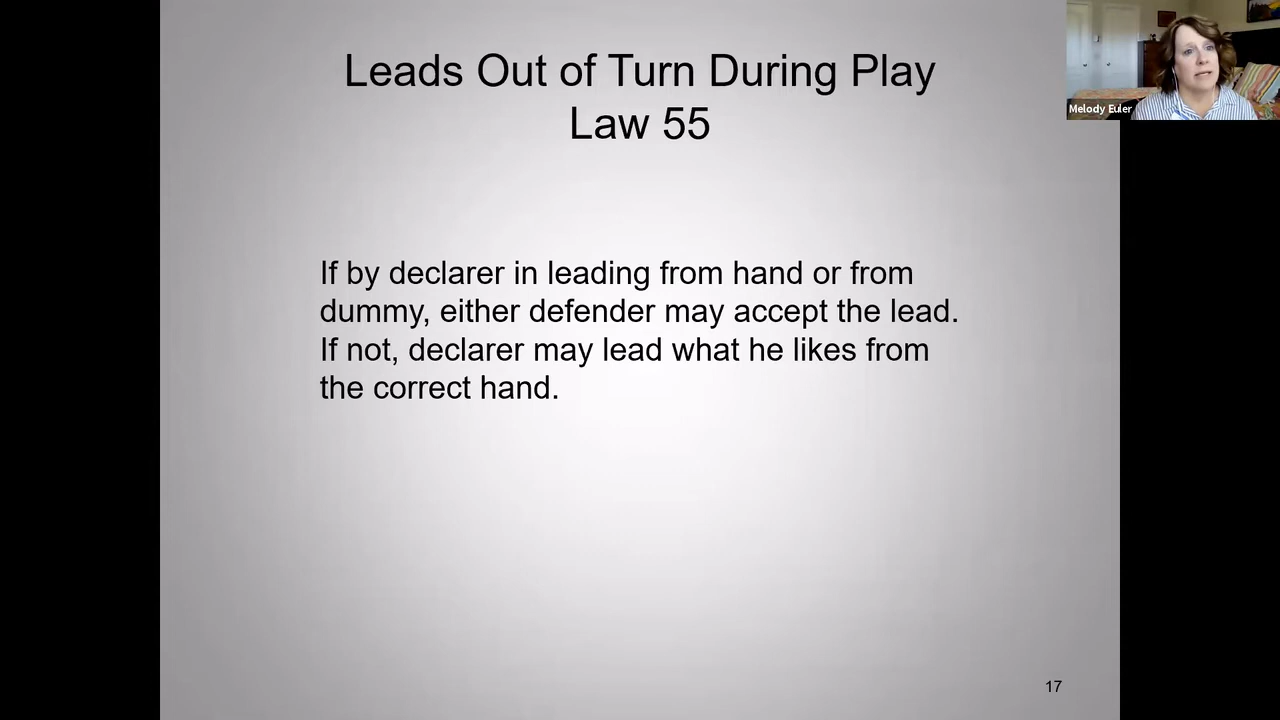 Leads Out of Turn During Play
Law 55
Melody Euler
If by declarer in leading from hand or from
dummy, either defender may accept the lead.
If not, declarer may lead what he likes from
the correct hand.
17